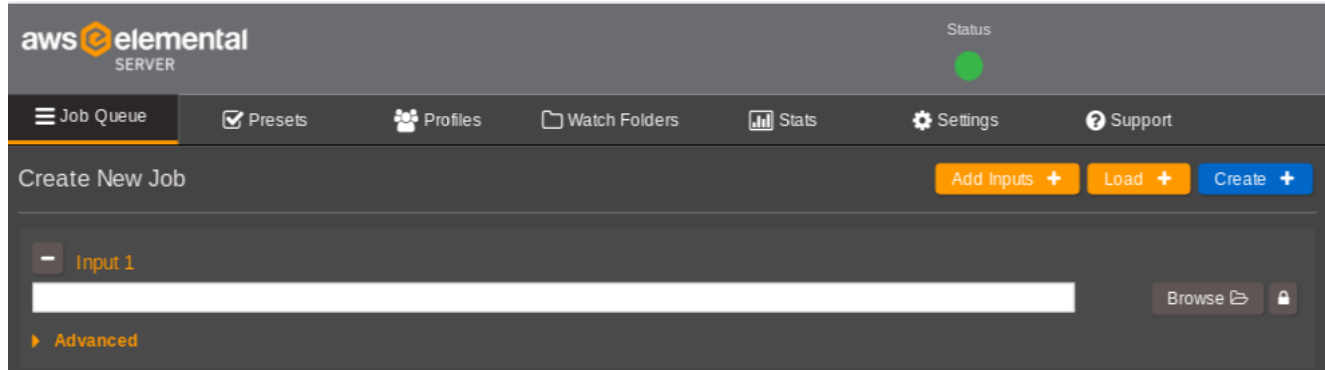 aws elemental
SERVER
Status
Job Queue
Presets
Profiles
Watch Folders
Stats
Settings
Support
Create New Job
Add Inputs +
Load +
Create +
Input 1
Browse
Advanced